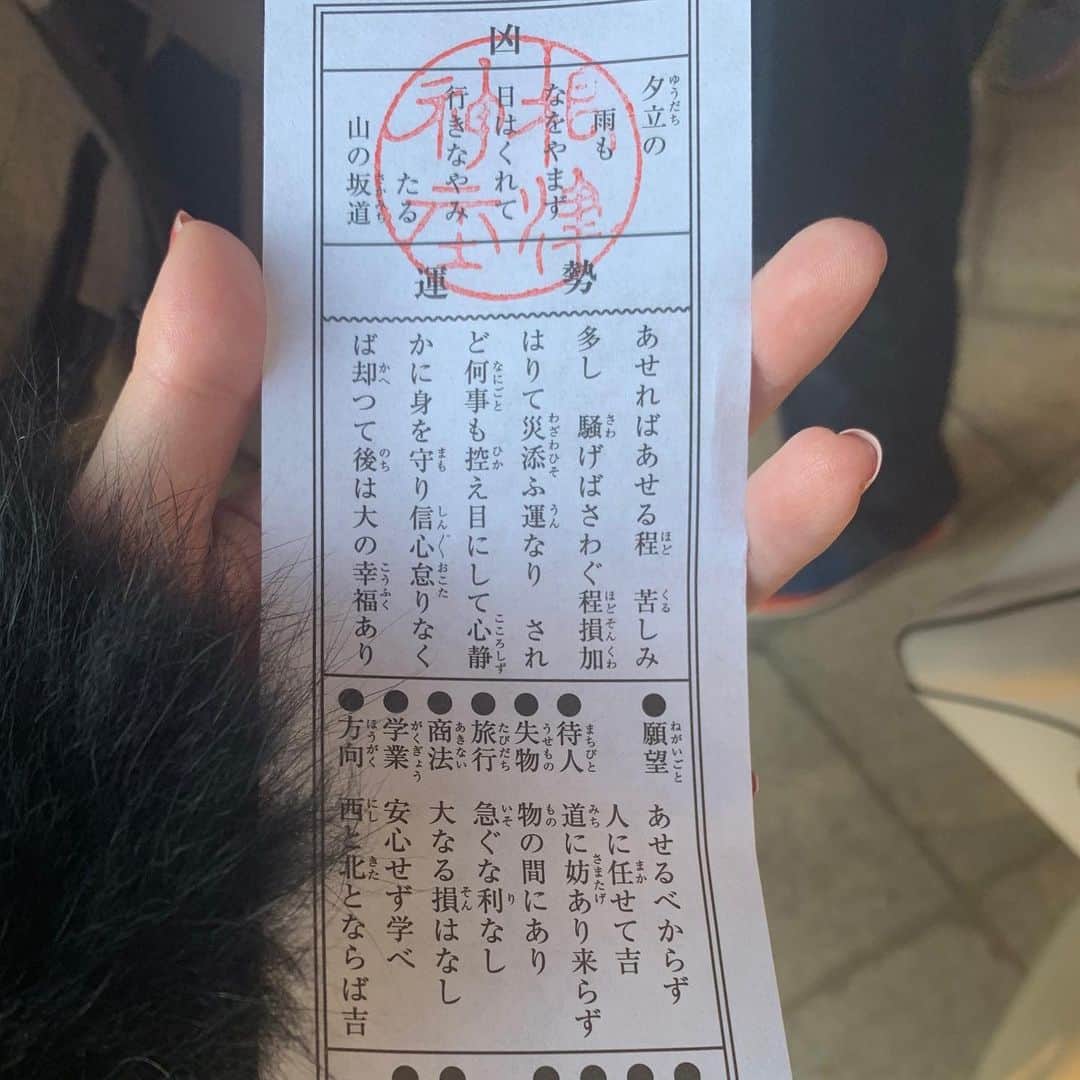 凶
夕立の
雨も
なをやまず
日はくれて
行きなやみ
たる
山の坂道
運勢
あせればあせる程 苦しみ
多し 騒げばさわぐ程損加
はりて災添ふ運なり され
ど何事も控え目にして心静
かに身を守り信心怠りなく
ば却つて後は大の幸福あり
●願望 あせるべからず
人に任せて吉
●待人 道に妨あり来らず
●失物 物の間にあり
●旅行 急ぐな利なし
●商法 大なる損はなし
●学業 安心せず学べ
●方向 西と北とならば吉